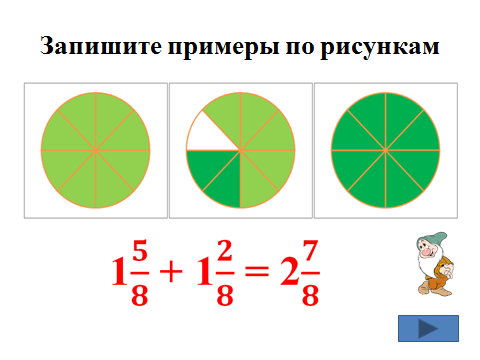 Запишите примеры по рисункам
1 5/8 + 1 2/8 = 2 7/8